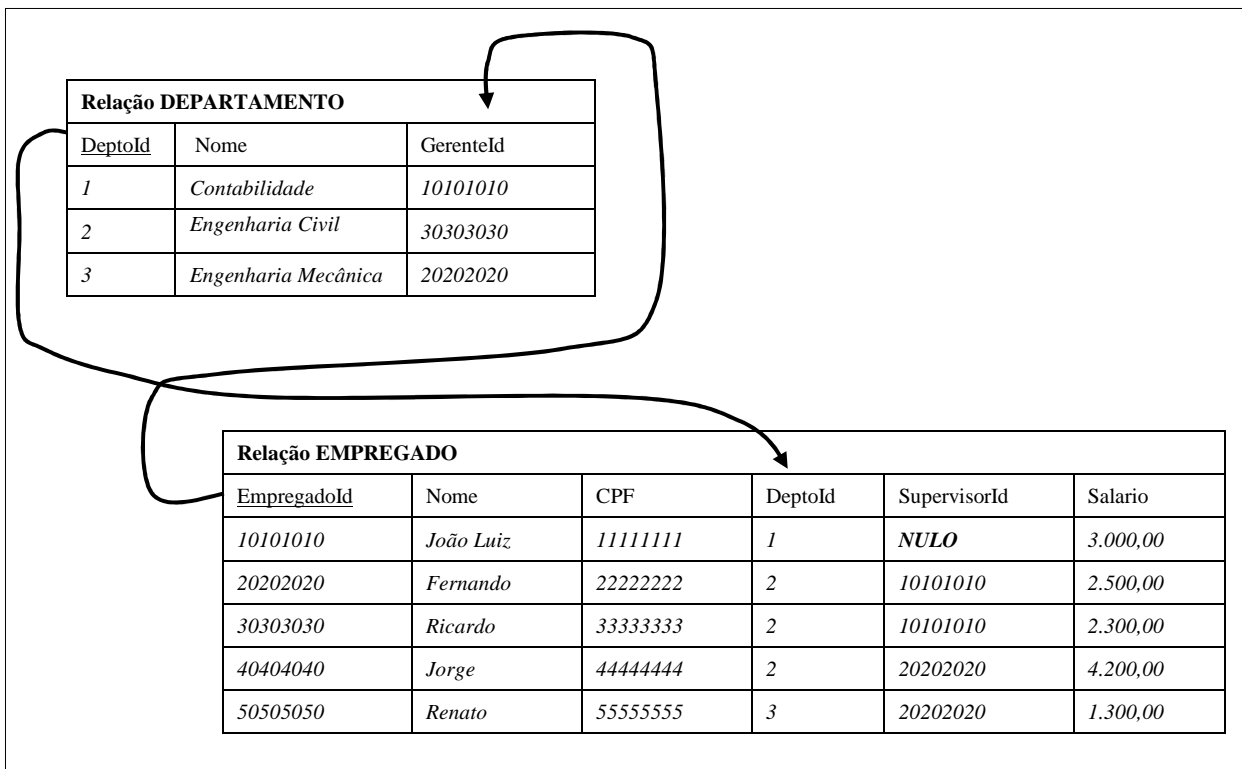 Relação DEPARTAMENTO
DeptoId Nome GerenteId
1 Contabilidade 10101010
2 Engenharia Civil 30303030
3 Engenharia Mecânica 20202020
Relação EMPREGADO
EmpregadoId Nome CPF DeptoId SupervisorId Salario
10101010 João Luiz 11111111 1 NULO 3.000,00
20202020 Fernando 22222222 2 10101010 2.500,00
30303030 Ricardo 33333333 2 10101010 2.300,00
40404040 Jorge 44444444 2 20202020 4.200,00
50505050 Renato 55555555 3 20202020 1.300,00